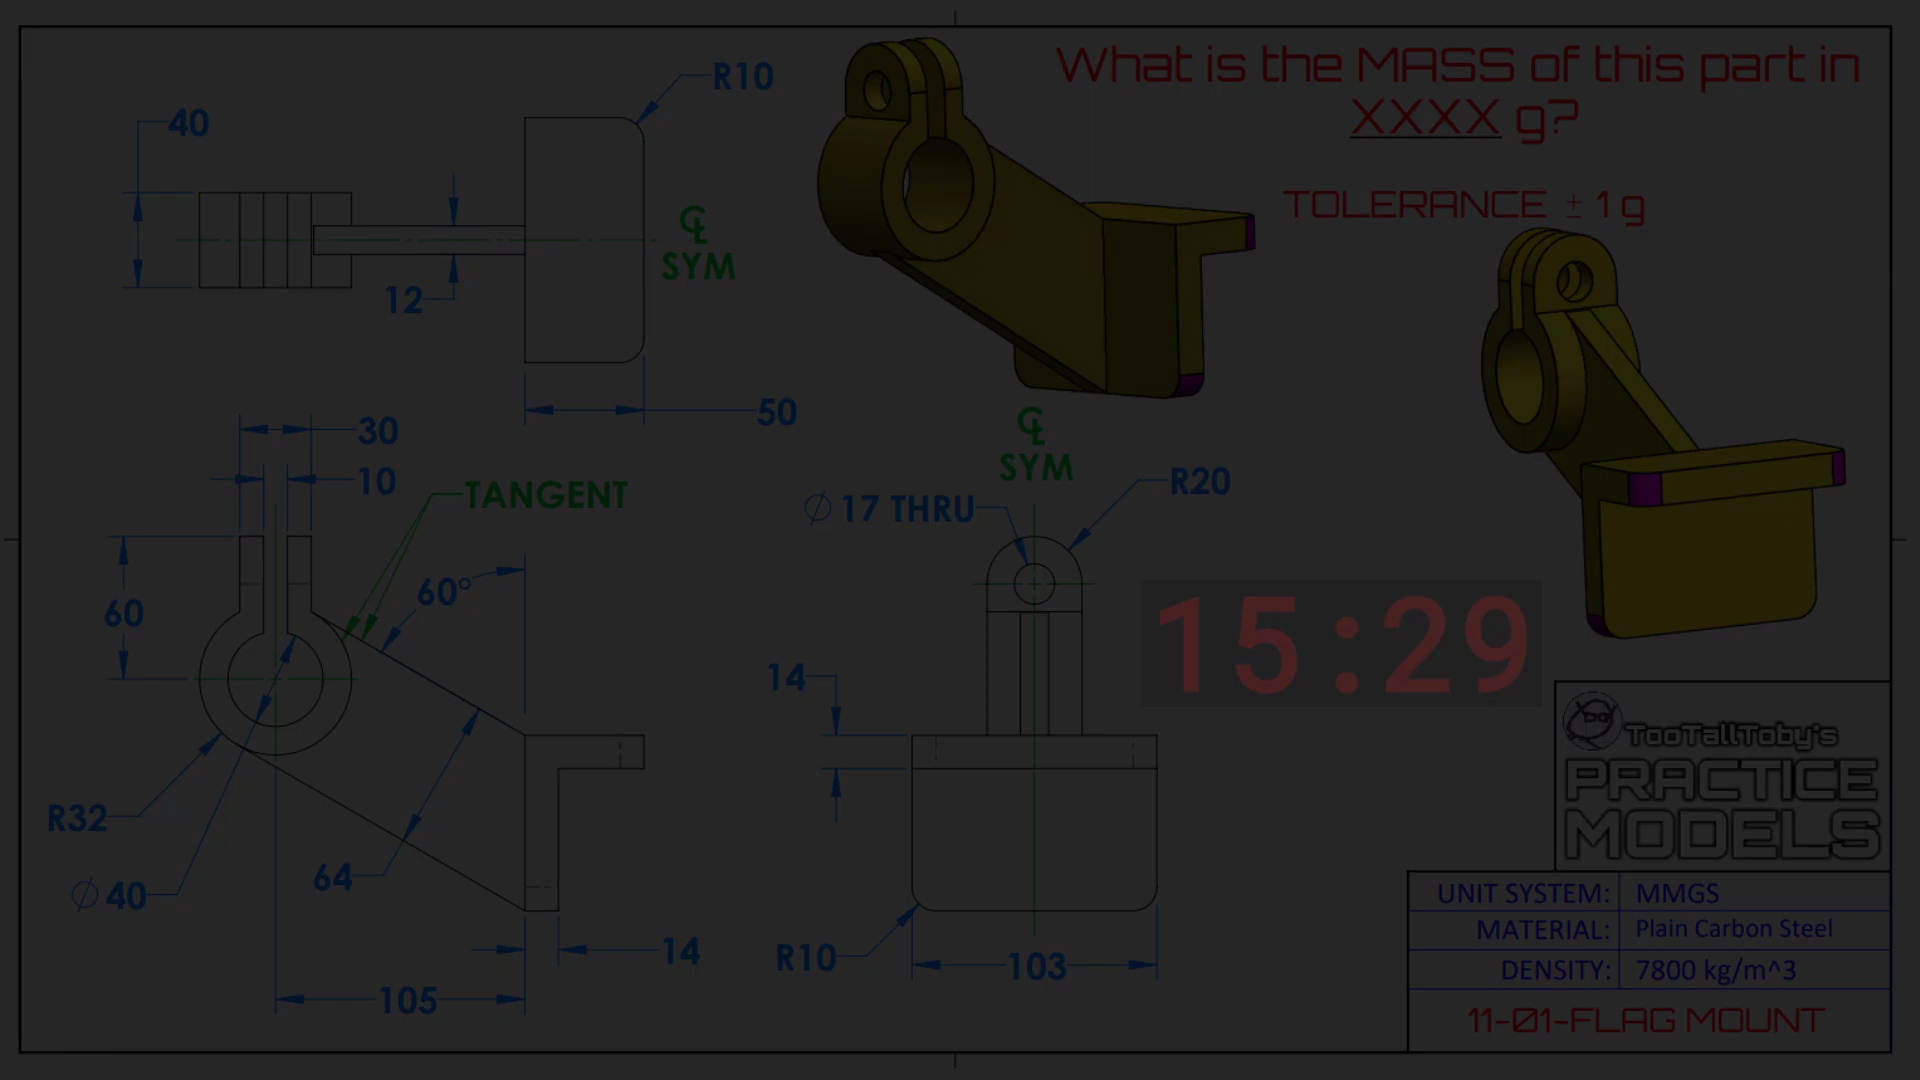 What is the MASS of this part in
XXXX g?
TOLERANCE ± 1 g
R10
40
℄
SYM
12
50
30
10
TANGENT
60°
60
R32
⌀ 40
64
14
105
℄
SYM
⌀ 17 THRU
R20
14
R10
103
15:29
TooTallToby's
PRACTICE
MODELS
UNIT SYSTEM: MMGS
MATERIAL: Plain Carbon Steel
DENSITY: 7800 kg/m^3
11-01-FLAG MOUNT